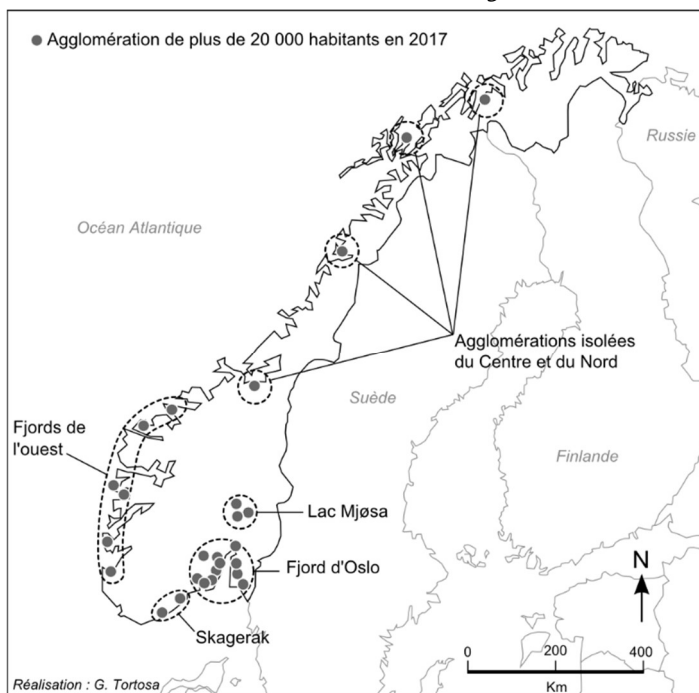 Agglomération de plus de 20 000 habitants en 2017
Russie
Océan Atlantique
Agglomérations isolées
du Centre et du Nord
Suède
Fjords de
l'ouest
Finlande
Lac Mjøsa
Fjord d'Oslo
N
Skagerak
0 200 400
Km
Réalisation : G. Tortosa